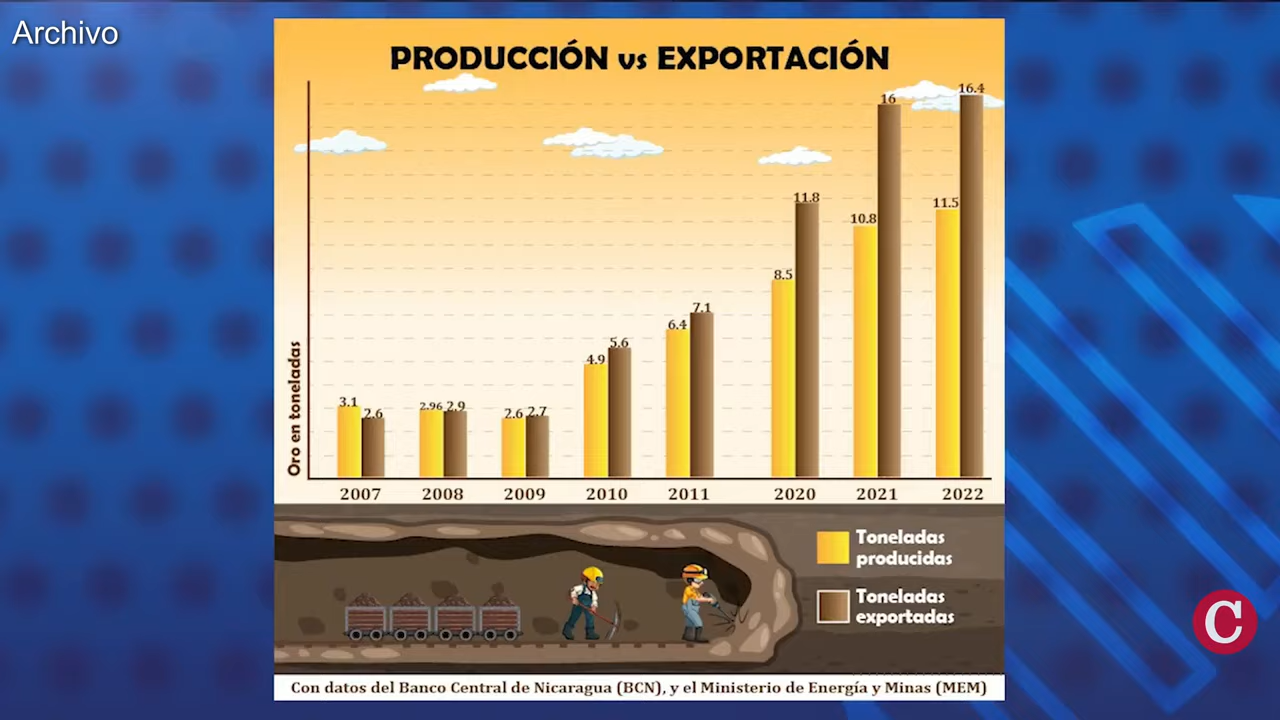 Archivo
PRODUCCIÓN vs EXPORTACIÓN
Oro en toneladas
3.1
2.6
2.96
2.9
2.6
2.7
4.9
5.6
6.4
7.1
8.5
11.8
10.8
16
11.5
16.4
2007 2008 2009 2010 2011 2020 2021 2022
Toneladas
producidas
Toneladas
exportadas
C
Con datos del Banco Central de Nicaragua (BCN), y el Ministerio de Energía y Minas (MEM)